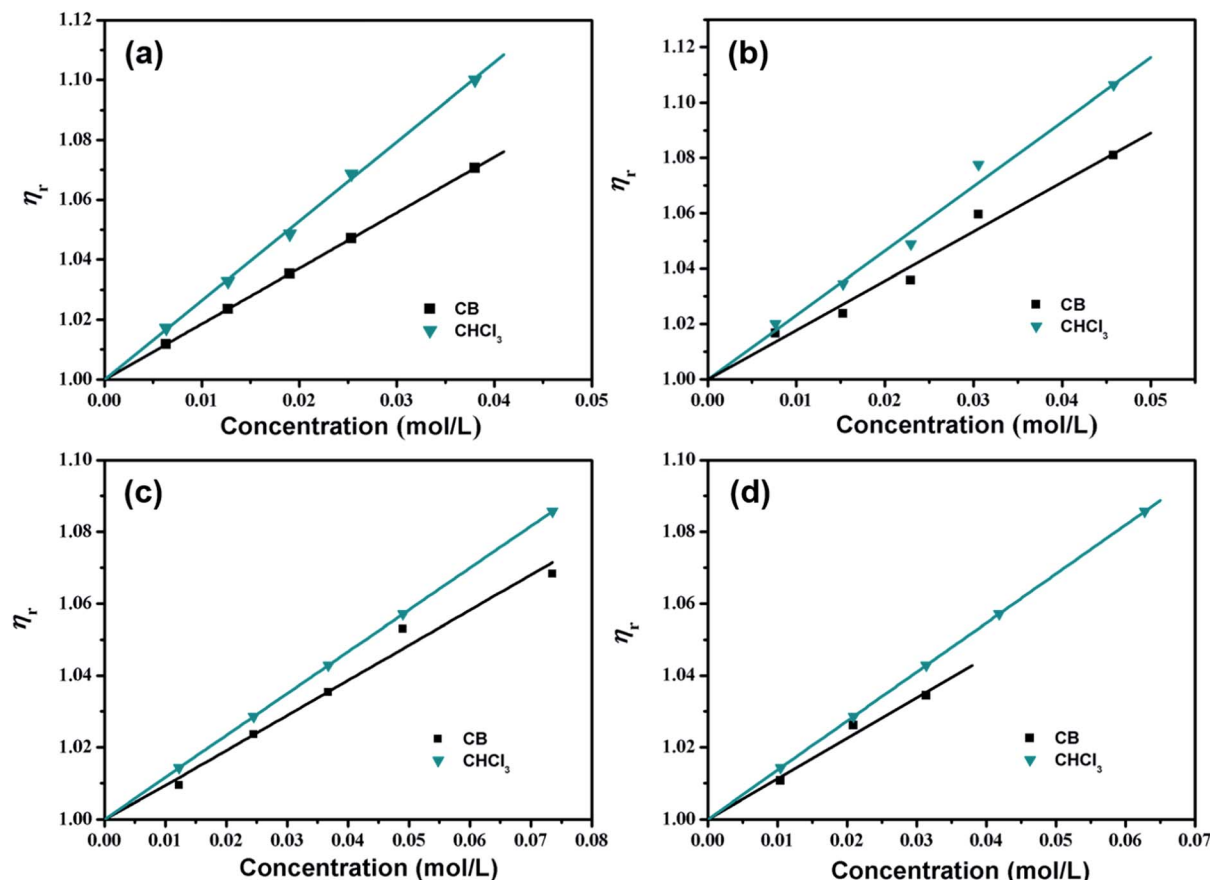 (a)
1.12
1.10
1.08
1.06
1.04
1.02
1.00
ηr
CB
CHCl3
0.00 0.01 0.02 0.03 0.04 0.05
Concentration (mol/L)
(b)
1.12
1.10
1.08
1.06
1.04
1.02
1.00
ηr
CB
CHCl3
0.00 0.01 0.02 0.03 0.04 0.05
Concentration (mol/L)
(c)
1.10
1.08
1.06
1.04
1.02
1.00
ηr
CB
CHCl3
0.00 0.01 0.02 0.03 0.04 0.05 0.06 0.07 0.08
Concentration (mol/L)
(d)
1.10
1.08
1.06
1.04
1.02
1.00
ηr
CB
CHCl3
0.00 0.01 0.02 0.03 0.04 0.05 0.06 0.07
Concentration (mol/L)